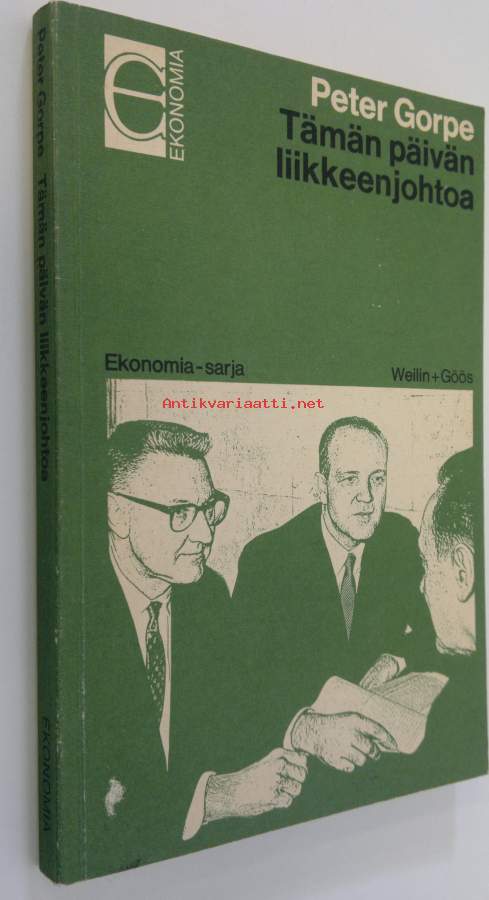 EKONOMIA
Peter Gorpe
Tämän päivän
liikkeenjohtoa
Ekonomia-sarja
Weilin+Göös
Antikvariaatti.net
Peter Gorpe Tämän päivän liikkeenjohtoa
EKONOMIA